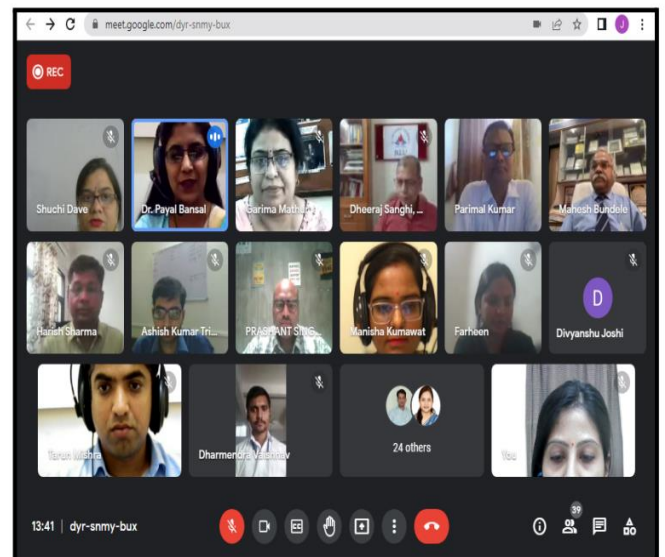 meet.google.com/dyr-snmy-bux
J
REC
Shuchi Dave
Dr. Payal Bansal
Garima Mathur
Dheeraj Sanghi, ...
Parimal Kumar
Mahesh Bundele
Harish Sharma
Ashish Kumar Tri...
PRASHANT SING...
Manisha Kumawat
Farheen
D
Divyanshu Joshi
Tarun Mishra
Dharmendra Vaishnav
24 others
You
13:41 | dyr-snmy-bux
CC
39